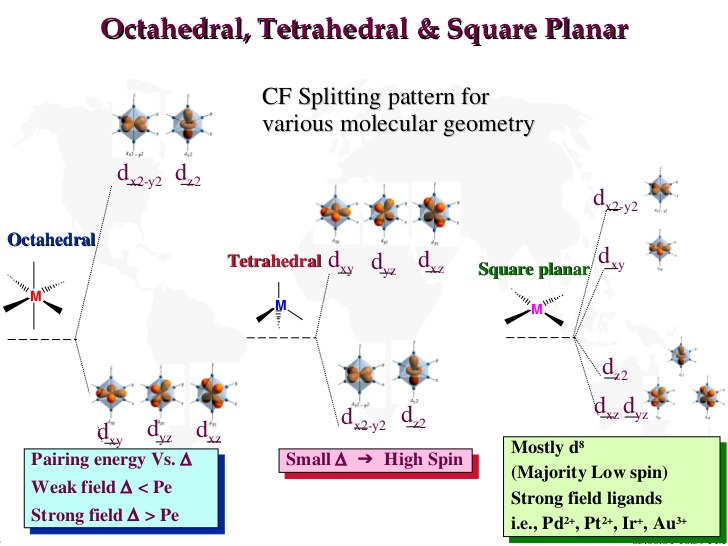 Octahedral, Tetrahedral & Square Planar
CF Splitting pattern for
various molecular geometry
dx2-y2 dz2
Octahedral
M
dxy dyz dxz
Pairing energy Vs. Δ
Weak field Δ < Pe
Strong field Δ > Pe
Tetrahedral
dxy dyz dxz
M
dx2-y2 dz2
Small Δ ➔ High Spin
dx2-y2
dxy
Square planar
M
dz2
dxz dyz
Mostly d⁸
(Majority Low spin)
Strong field ligands
i.e., Pd²⁺, Pt²⁺, Ir⁺, Au³⁺